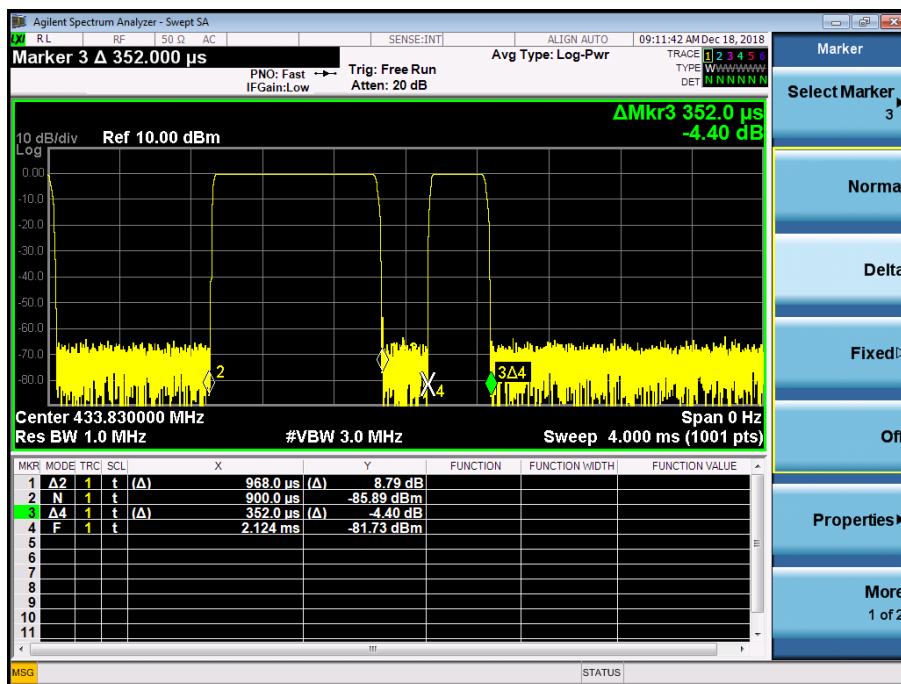 Agilent Spectrum Analyzer - Swept SA
LXI RL RF 50 Ω AC SENSE:INT ALIGN AUTO 09:11:42 AM Dec 18, 2018
Marker 3 Δ 352.000 μs
PNO: Fast
IFGain:Low
Trig: Free Run
Atten: 20 dB
Avg Type: Log-Pwr
TRACE 1 2 3 4 5 6
TYPE WWWWWWW
DET N N N N N N
ΔMkr3 352.0 μs
-4.40 dB
10 dB/div Ref 10.00 dBm
Log
0.00
-10.0
-20.0
-30.0
-40.0
-50.0
-60.0
-70.0
-80.0
2
4
3Δ4
Center 433.830000 MHz Span 0 Hz
Res BW 1.0 MHz #VBW 3.0 MHz Sweep 4.000 ms (1001 pts)
MKR MODE TRC SCL X Y FUNCTION FUNCTION WIDTH FUNCTION VALUE
1 Δ2 1 t (Δ) 968.0 μs (Δ) 8.79 dB
2 N 1 t 900.0 μs -85.89 dBm
3 Δ4 1 t (Δ) 352.0 μs (Δ) -4.40 dB
4 F 1 t 2.124 ms -81.73 dBm
5
6
7
8
9
10
11
MSG STATUS
Marker
Select Marker
3
Norma
Delta
Fixed
Off
Properties
More
1 of 2